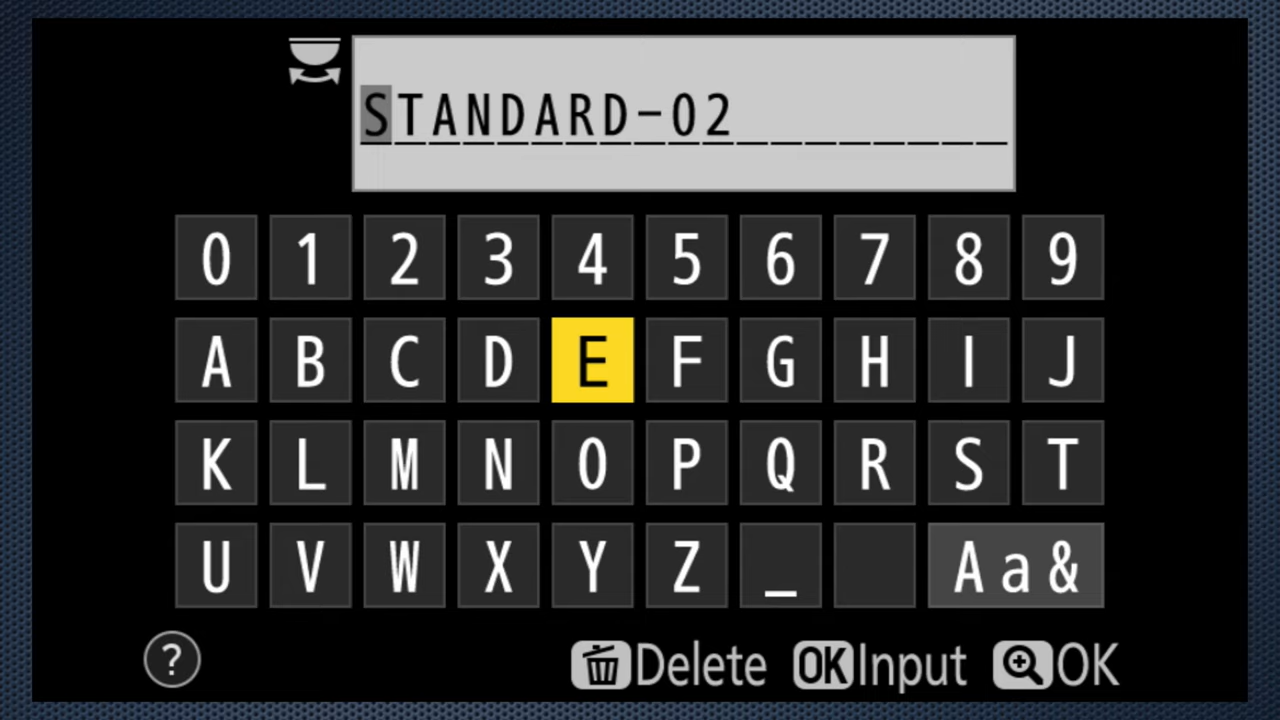 STANDARD-02
0 1 2 3 4 5 6 7 8 9
A B C D E F G H I J
K L M N O P Q R S T
U V W X Y Z _ Aa&
? Delete OK Input OK